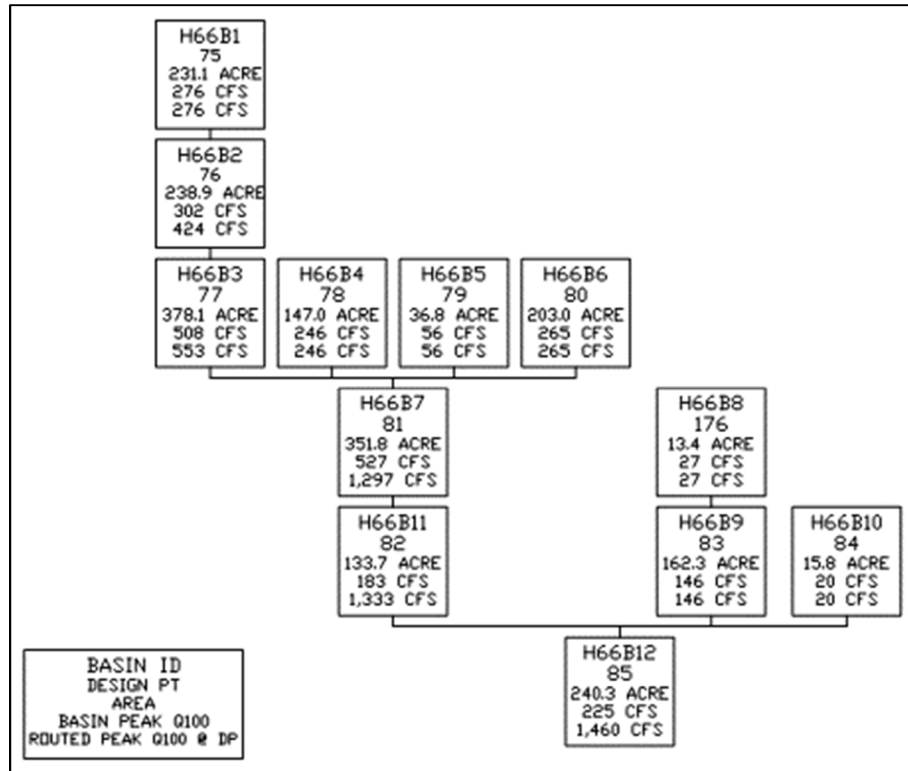 H66B1
75
231.1 ACRE
276 CFS
276 CFS
H66B2
76
238.9 ACRE
302 CFS
424 CFS
H66B3
77
378.1 ACRE
508 CFS
553 CFS
H66B4
78
147.0 ACRE
246 CFS
246 CFS
H66B5
79
36.8 ACRE
56 CFS
56 CFS
H66B6
80
203.0 ACRE
265 CFS
265 CFS
H66B7
81
351.8 ACRE
527 CFS
1,297 CFS
H66B8
176
13.4 ACRE
27 CFS
27 CFS
H66B11
82
133.7 ACRE
183 CFS
1,333 CFS
H66B9
83
162.3 ACRE
146 CFS
146 CFS
H66B10
84
15.8 ACRE
20 CFS
20 CFS
H66B12
85
240.3 ACRE
225 CFS
1,460 CFS
BASIN ID
DESIGN PT
AREA
BASIN PEAK Q100
ROUTED PEAK Q100 @ DP